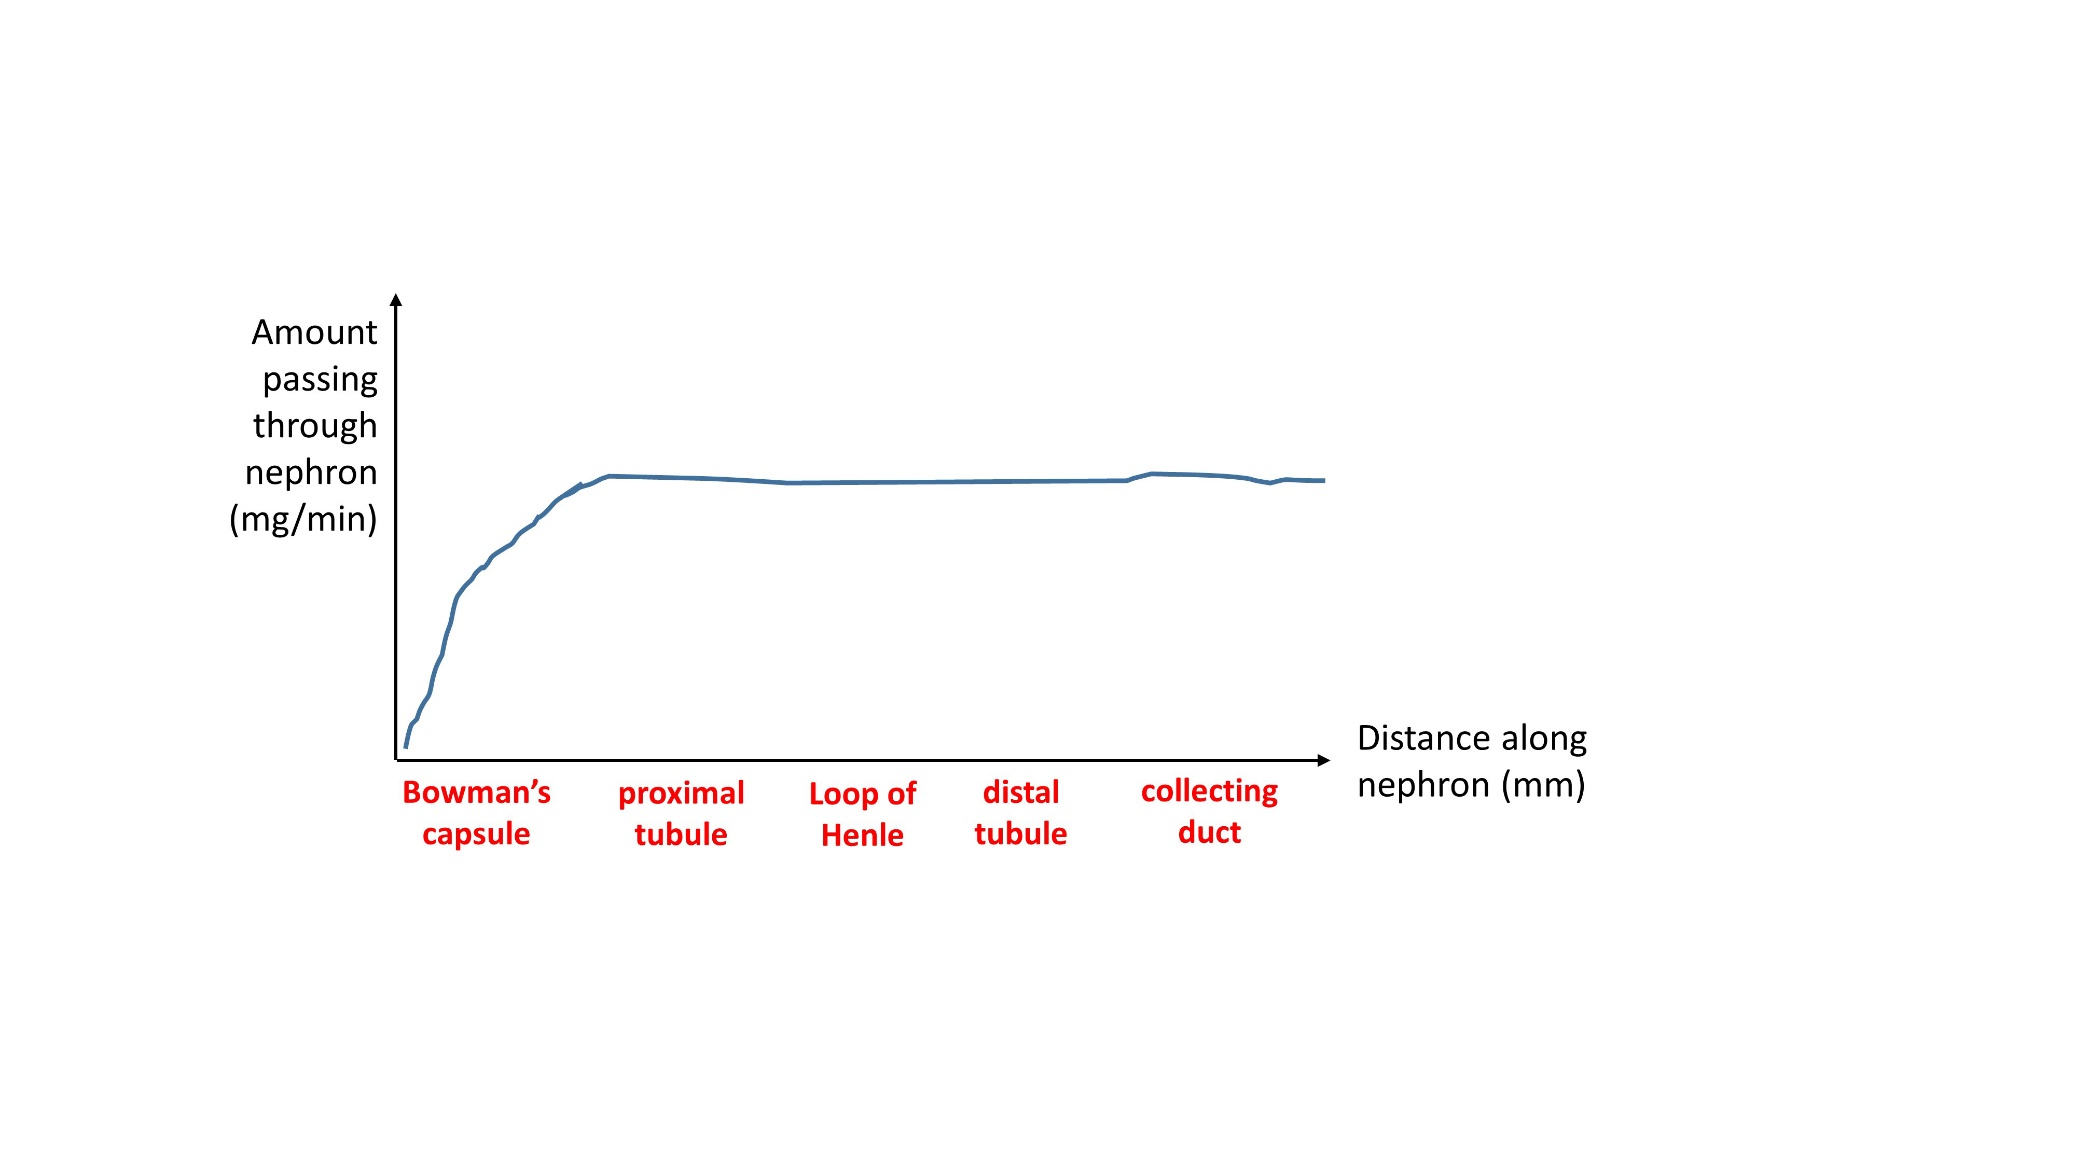 Amount
passing
through
nephron
(mg/min)
Distance along
nephron (mm)
Bowman’s
capsule
proximal
tubule
Loop of
Henle
distal
tubule
collecting
duct